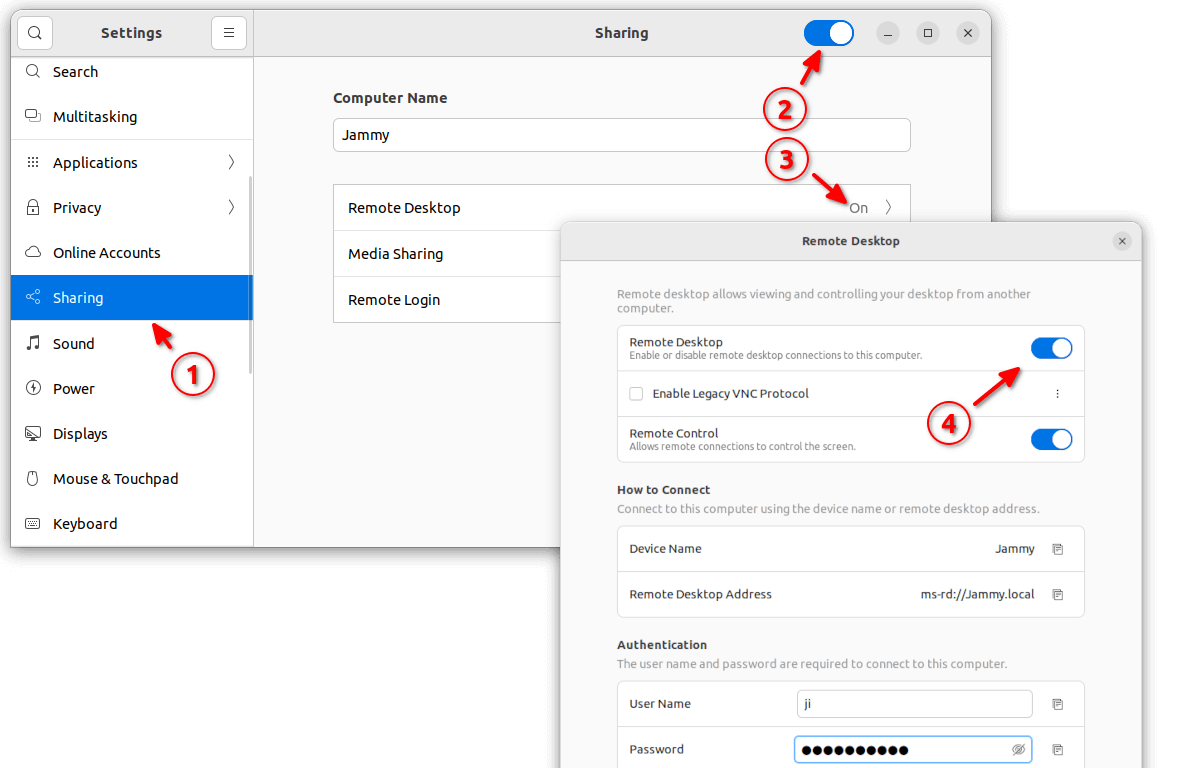 Settings
Sharing
Search
Multitasking
Applications
Privacy
Online Accounts
Sharing
Sound
Power
Displays
Mouse & Touchpad
Keyboard
1
2
Computer Name
Jammy
3
Remote Desktop On
Media Sharing
Remote Login
Remote Desktop
Remote desktop allows viewing and controlling your desktop from another
computer.
Remote Desktop
Enable or disable remote desktop connections to this computer.
Enable Legacy VNC Protocol
4
Remote Control
Allows remote connections to control the screen.
How to Connect
Connect to this computer using the device name or remote desktop address.
Device Name Jammy
Remote Desktop Address ms-rd://Jammy.local
Authentication
The user name and password are required to connect to this computer.
User Name ji
Password ●●●●●●●●●●